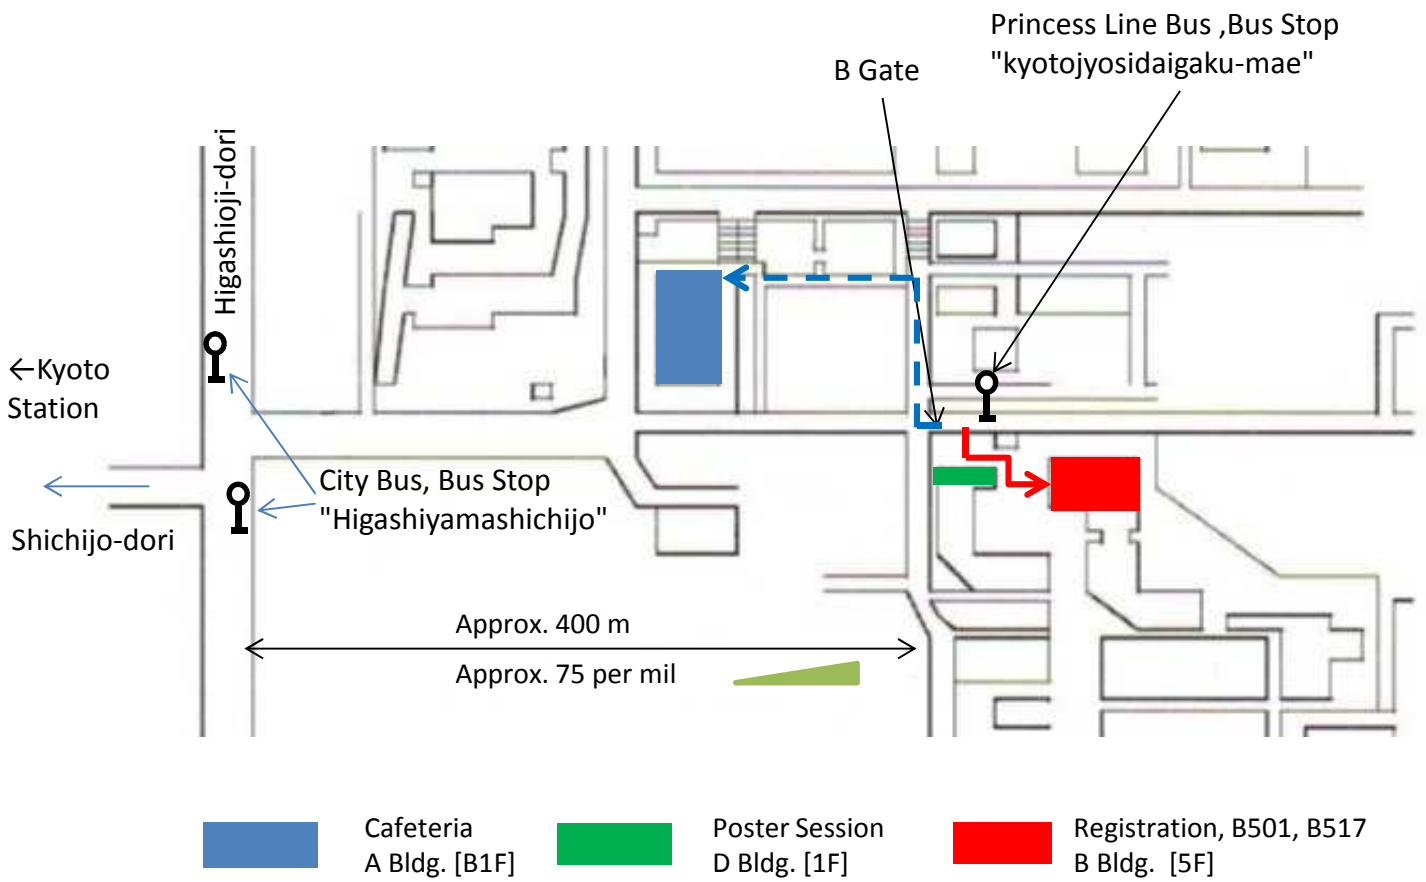 Princess Line Bus ,Bus Stop
"kyotojyosidaigaku-mae"
B Gate
Higashioji-dori
←Kyoto
Station
City Bus, Bus Stop
"Higashiyamashichijo"
Shichijo-dori
Approx. 400 m
Approx. 75 per mil
Cafeteria
A Bldg. [B1F]
Poster Session
D Bldg. [1F]
Registration, B501, B517
B Bldg.  [5F]